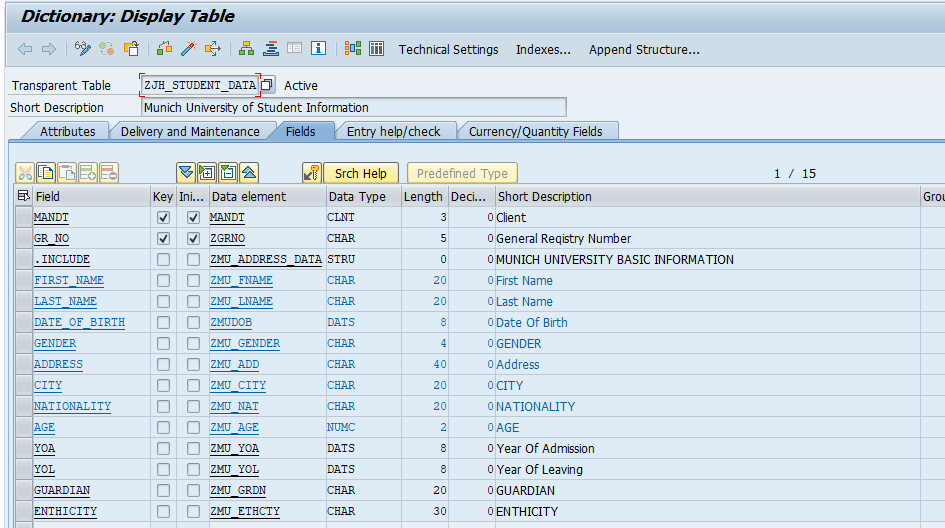 Dictionary: Display Table
Technical Settings Indexes... Append Structure...
Transparent Table ZJH_STUDENT_DATA Active
Short Description Munich University of Student Information
Attributes Delivery and Maintenance Fields Entry help/check Currency/Quantity Fields
Srch Help Predefined Type 1 / 15
Field Key Ini... Data element Data Type Length Deci... Short Description Grou
MANDT MANDT CLNT 3 0 Client
GR_NO ZGRNO CHAR 5 0 General Registry Number
.INCLUDE ZMU_ADDRESS_DATA STRU 0 0 MUNICH UNIVERSITY BASIC INFORMATION
FIRST_NAME ZMU_FNAME CHAR 20 0 First Name
LAST_NAME ZMU_LNAME CHAR 20 0 Last Name
DATE_OF_BIRTH ZMUDOB DATS 8 0 Date Of Birth
GENDER ZMU_GENDER CHAR 4 0 GENDER
ADDRESS ZMU_ADD CHAR 40 0 Address
CITY ZMU_CITY CHAR 20 0 CITY
NATIONALITY ZMU_NAT CHAR 20 0 NATIONALITY
AGE ZMU_AGE NUMC 2 0 AGE
YOA ZMU_YOA DATS 8 0 Year Of Admission
YOL ZMU_YOL DATS 8 0 Year Of Leaving
GUARDIAN ZMU_GRDN CHAR 20 0 GUARDIAN
ENTHICITY ZMU_ETHCTY CHAR 30 0 ENTHICITY